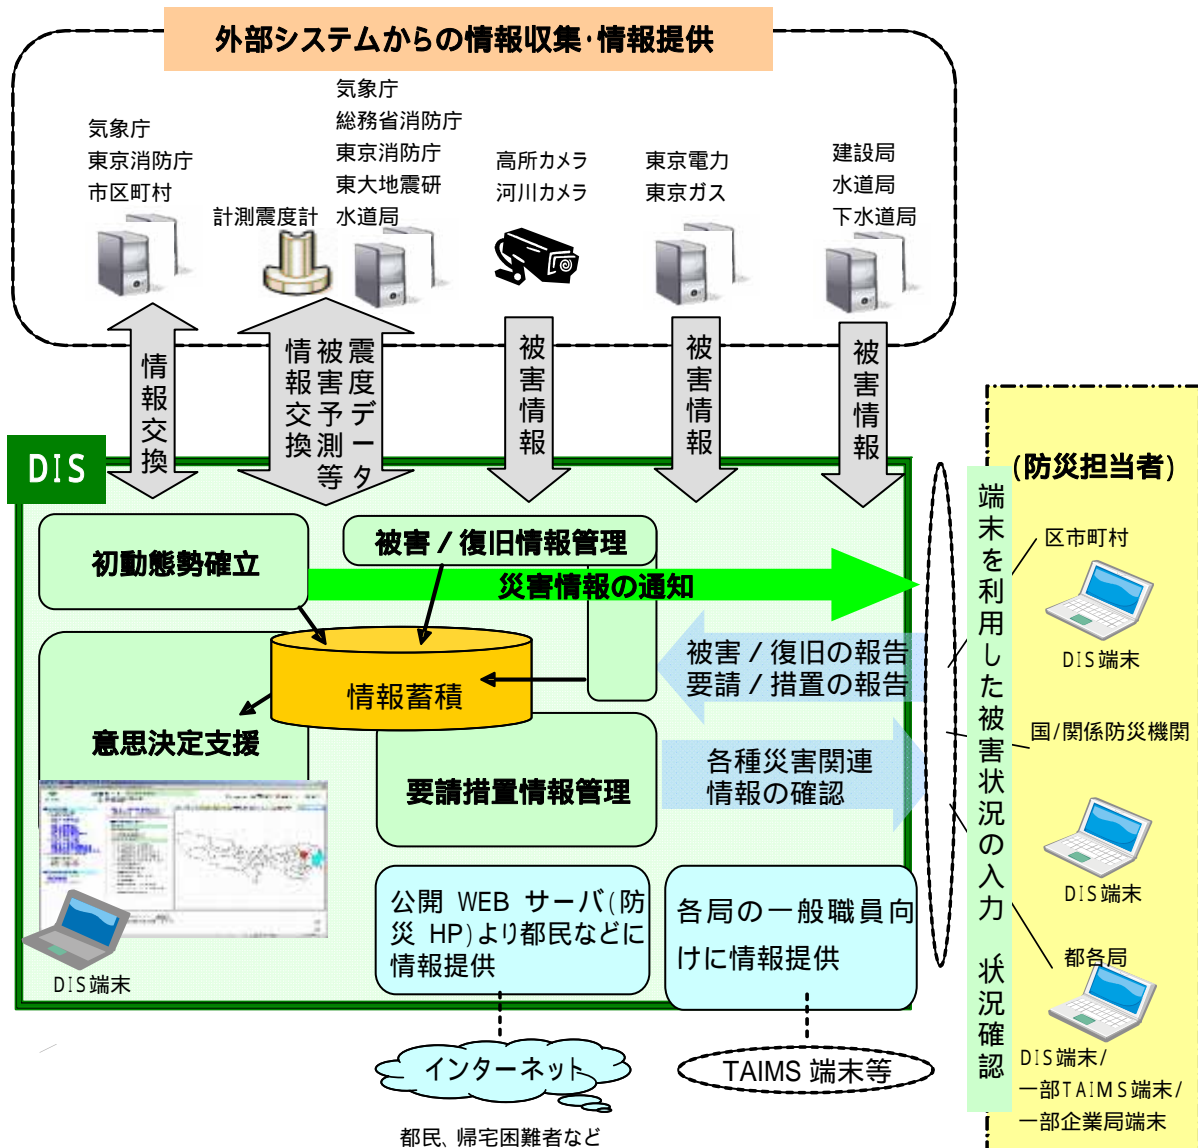 外部システムからの情報収集・情報提供
気象庁
東京消防庁
市区町村
計測震度計
気象庁
総務省消防庁
東京消防庁
東大地震研
水道局
高所カメラ
河川カメラ
東京電力
東京ガス
建設局
水道局
下水道局
情報交換
震度データ
被害予測等
情報交換
被害情報
被害情報
被害情報
DIS
初動態勢確立
被害/復旧情報管理
災害情報の通知
情報蓄積
意思決定支援
要請措置情報管理
被害/復旧の報告
要請/措置の報告
各種災害関連
情報の確認
DIS端末
公開 WEB サーバ(防
災 HP)より都民などに
情報提供
各局の一般職員向
けに情報提供
インターネット
都民、帰宅困難者など
TAIMS 端末等
端末を利用した被害状況の入力 状況確認
(防災担当者)
区市町村
DIS端末
国/関係防災機関
DIS端末
都各局
DIS端末/
一部TAIMS端末/
一部企業局端末